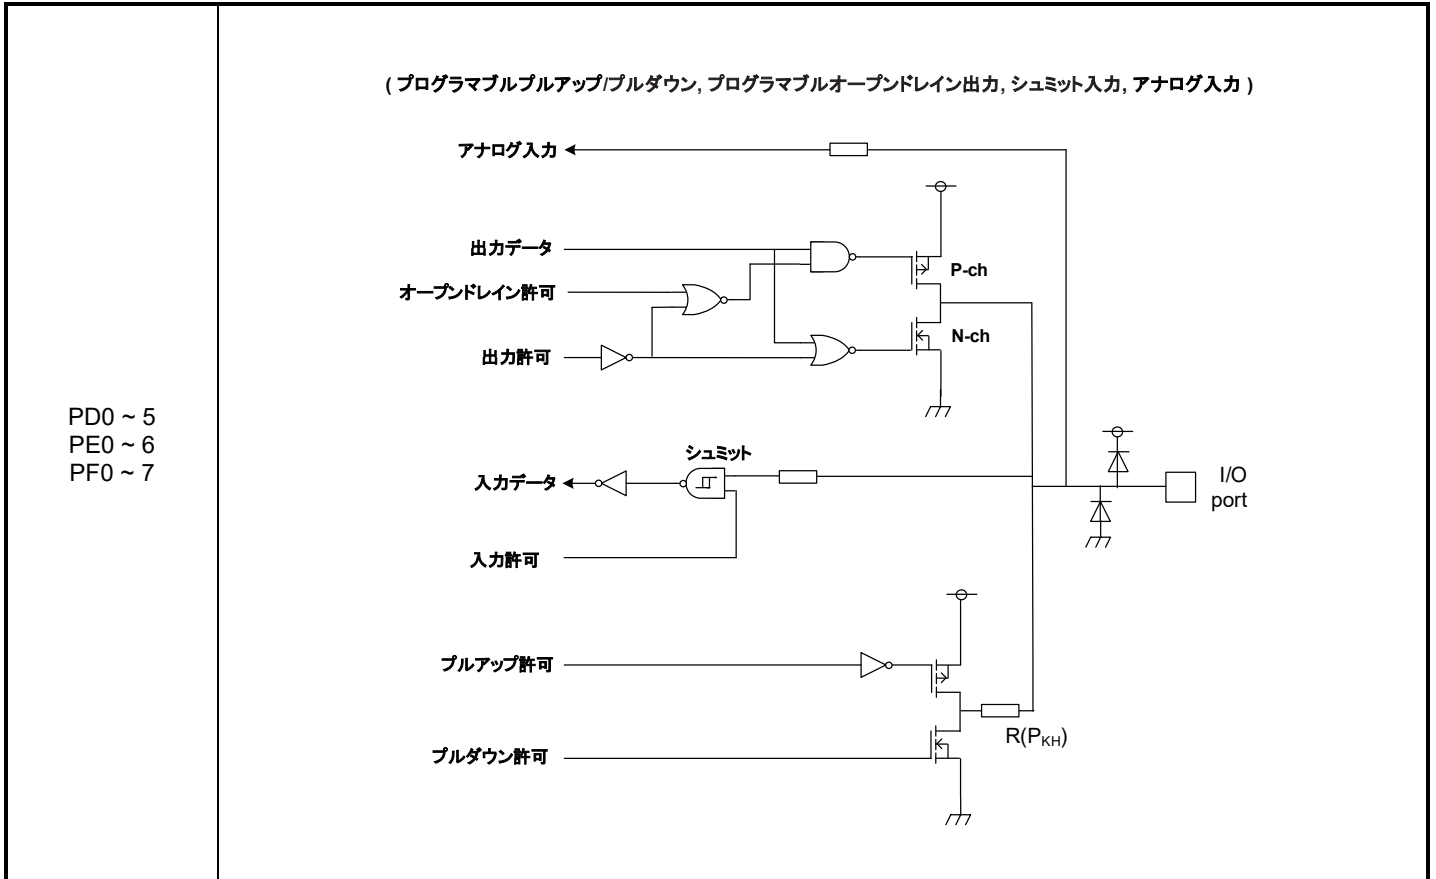 ( プログラマブルプルアップ/プルダウン, プログラマブルオープンドレイン出力, シュミット入力, アナログ入力 )
アナログ入力
出力データ
P-ch
オープンドレイン許可
N-ch
出力許可
PD0 ~ 5
PE0 ~ 6
PF0 ~ 7
シュミット
入力データ
I/O
port
入力許可
プルアップ許可
R(PKH)
プルダウン許可